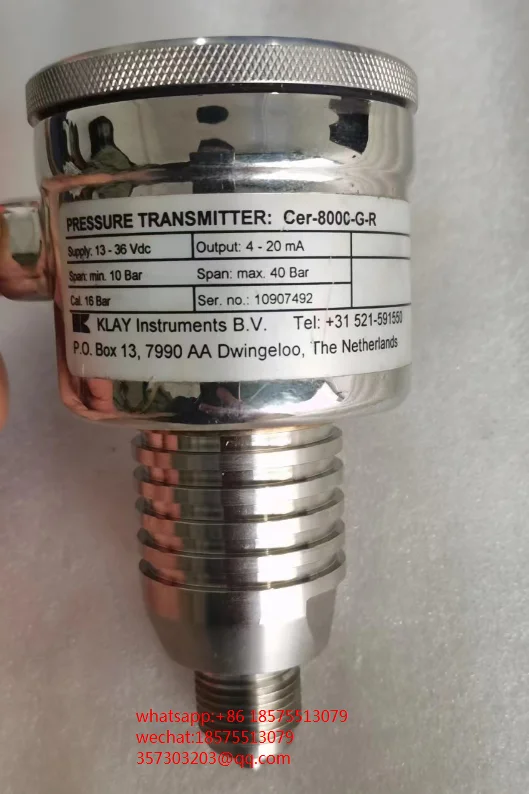 PRESSURE TRANSMITTER: Cer-8000-G-R
Supply: 13 - 36 Vdc Output: 4 - 20 mA
Span: min. 10 Bar Span: max. 40 Bar
Cal. 16 Bar Ser. no.: 10907492
KLAY Instruments B.V. Tel: +31 521-591550
P.O. Box 13, 7990 AA Dwingeloo, The Netherlands
whatsapp:+86 18575513079
wechat:18575513079
357303203@qq.com